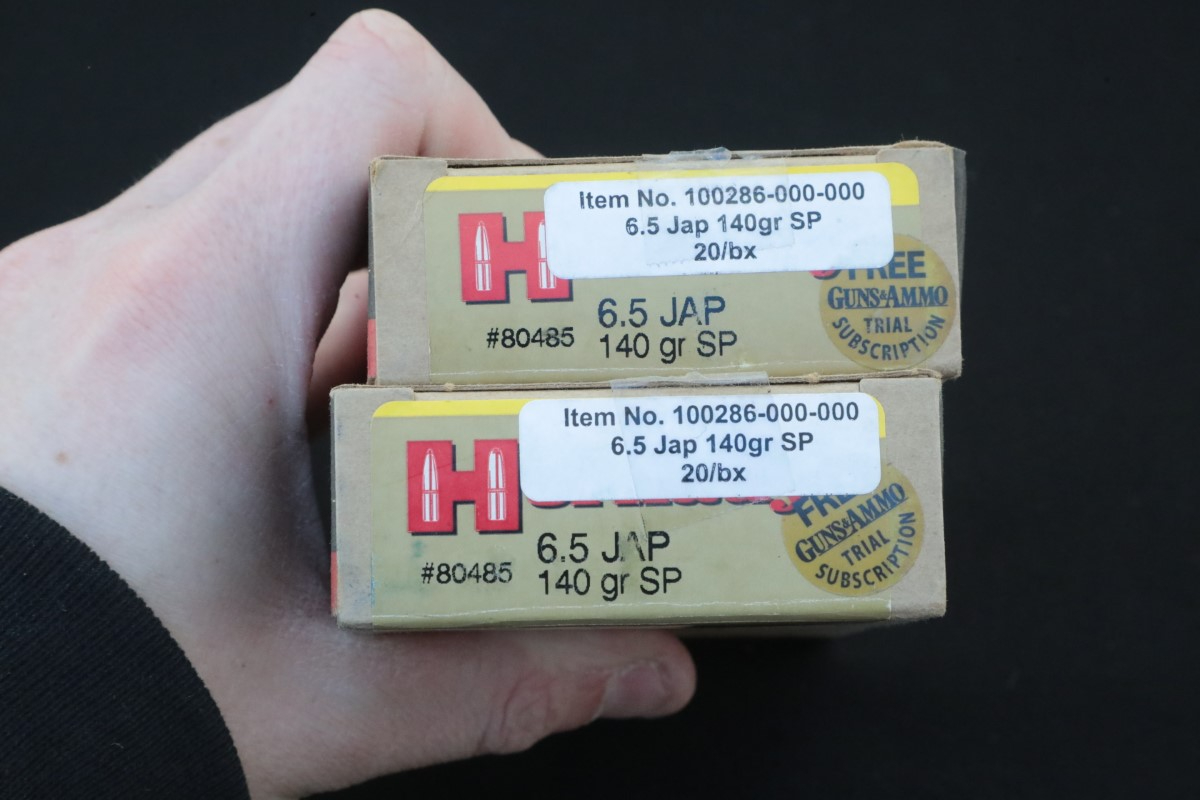 Item No. 100286-000-000
6.5 Jap 140gr SP
20/bx
H
FREE
GUNS&AMMO
TRIAL
SUBSCRIPTION
6.5 JAP
#80485 140 gr SP
Item No. 100286-000-000
6.5 Jap 140gr SP
20/bx
H
GUNS&AMMO
TRIAL
SUBSCRIPTION
6.5 JAP
#80485 140 gr SP